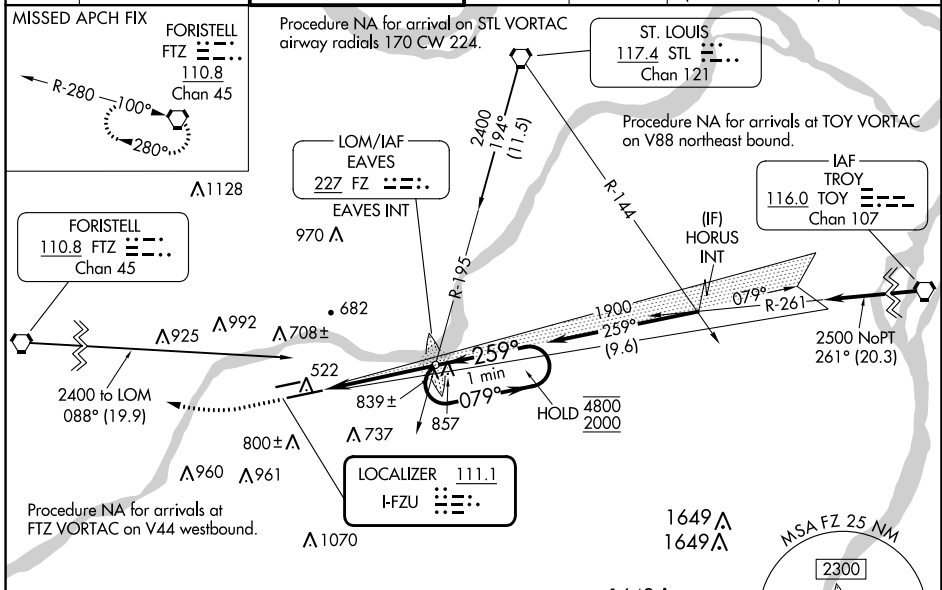 MISSED APCH FIX
FORISTELL
FTZ
110.8
Chan 45
R-280
100°
280°
Procedure NA for arrival on STL VORTAC
airway radials 170 CW 224.
ST. LOUIS
117.4 STL
Chan 121
Procedure NA for arrivals at TOY VORTAC
on V88 northeast bound.
2400
194°
(11.5)
LOM/IAF
EAVES
227 FZ
EAVES INT
1128
970
R-144
R-195
IAF
TROY
116.0 TOY
Chan 107
(IF)
HORUS
INT
FORISTELL
110.8 FTZ
Chan 45
682
925
992
708±
1900
259°
(9.6)
079°
R-261
2500 NoPT
261° (20.3)
259°
1 min
079°
522
2400 to LOM
088° (19.9)
839±
857
HOLD
4800
2000
800±
737
960
961
LOCALIZER 111.1
I-FZU
Procedure NA for arrivals at
FTZ VORTAC on V44 westbound.
1070
1649
1649
MSA FZ 25 NM
2300